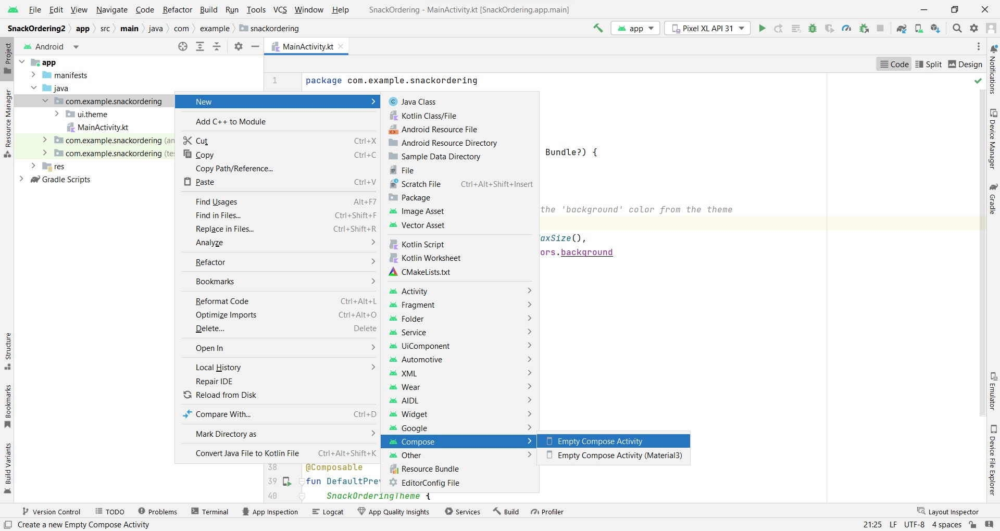 File Edit View Navigate Code Refactor Build Run Tools VCS Window Help SnackOrdering - MainActivity.kt [SnackOrdering.app.main]
SnackOrdering2 app src main java com example snackordering app Pixel XL API 31
Android MainActivity.kt
Code Split Design
Project
Resource Manager
Structure
Bookmarks
Build Variants
app
manifests
java
com.example.snackordering
ui.theme
MainActivity.kt
com.example.snackordering (an
com.example.snackordering (te
res
Gradle Scripts
New
Add C++ to Module
Cut Ctrl+X
Copy Ctrl+C
Copy Path/Reference...
Paste Ctrl+V
Find Usages Alt+F7
Find in Files... Ctrl+Shift+F
Replace in Files... Ctrl+Shift+R
Analyze
Refactor
Bookmarks
Reformat Code Ctrl+Alt+L
Optimize Imports Ctrl+Alt+O
Delete... Delete
Open In
Local History
Repair IDE
Reload from Disk
Compare With... Ctrl+D
Mark Directory as
Convert Java File to Kotlin File Ctrl+Alt+Shift+K
Java Class
Kotlin Class/File
Android Resource File
Android Resource Directory
Sample Data Directory
File
Scratch File Ctrl+Alt+Shift+Insert
Package
Image Asset
Vector Asset
Kotlin Script
Kotlin Worksheet
CMakeLists.txt
Activity
Fragment
Folder
Service
UiComponent
Automotive
XML
Wear
AIDL
Widget
Google
Compose
Other
Resource Bundle
EditorConfig File
Empty Compose Activity
Empty Compose Activity (Material3)
1 package com.example.snackordering
Bundle?) {
the 'background' color from the theme
axSize(),
ors.background
38 @Composable
39 fun DefaultPrev
40 SnackOrderingTheme {
Notifications
Device Manager
Gradle
Emulator
Device File Explorer
Version Control TODO Problems Terminal App Inspection Logcat App Quality Insights Services Build Profiler Layout Inspector
Create a new Empty Compose Activity 21:25 LF UTF-8 4 spaces